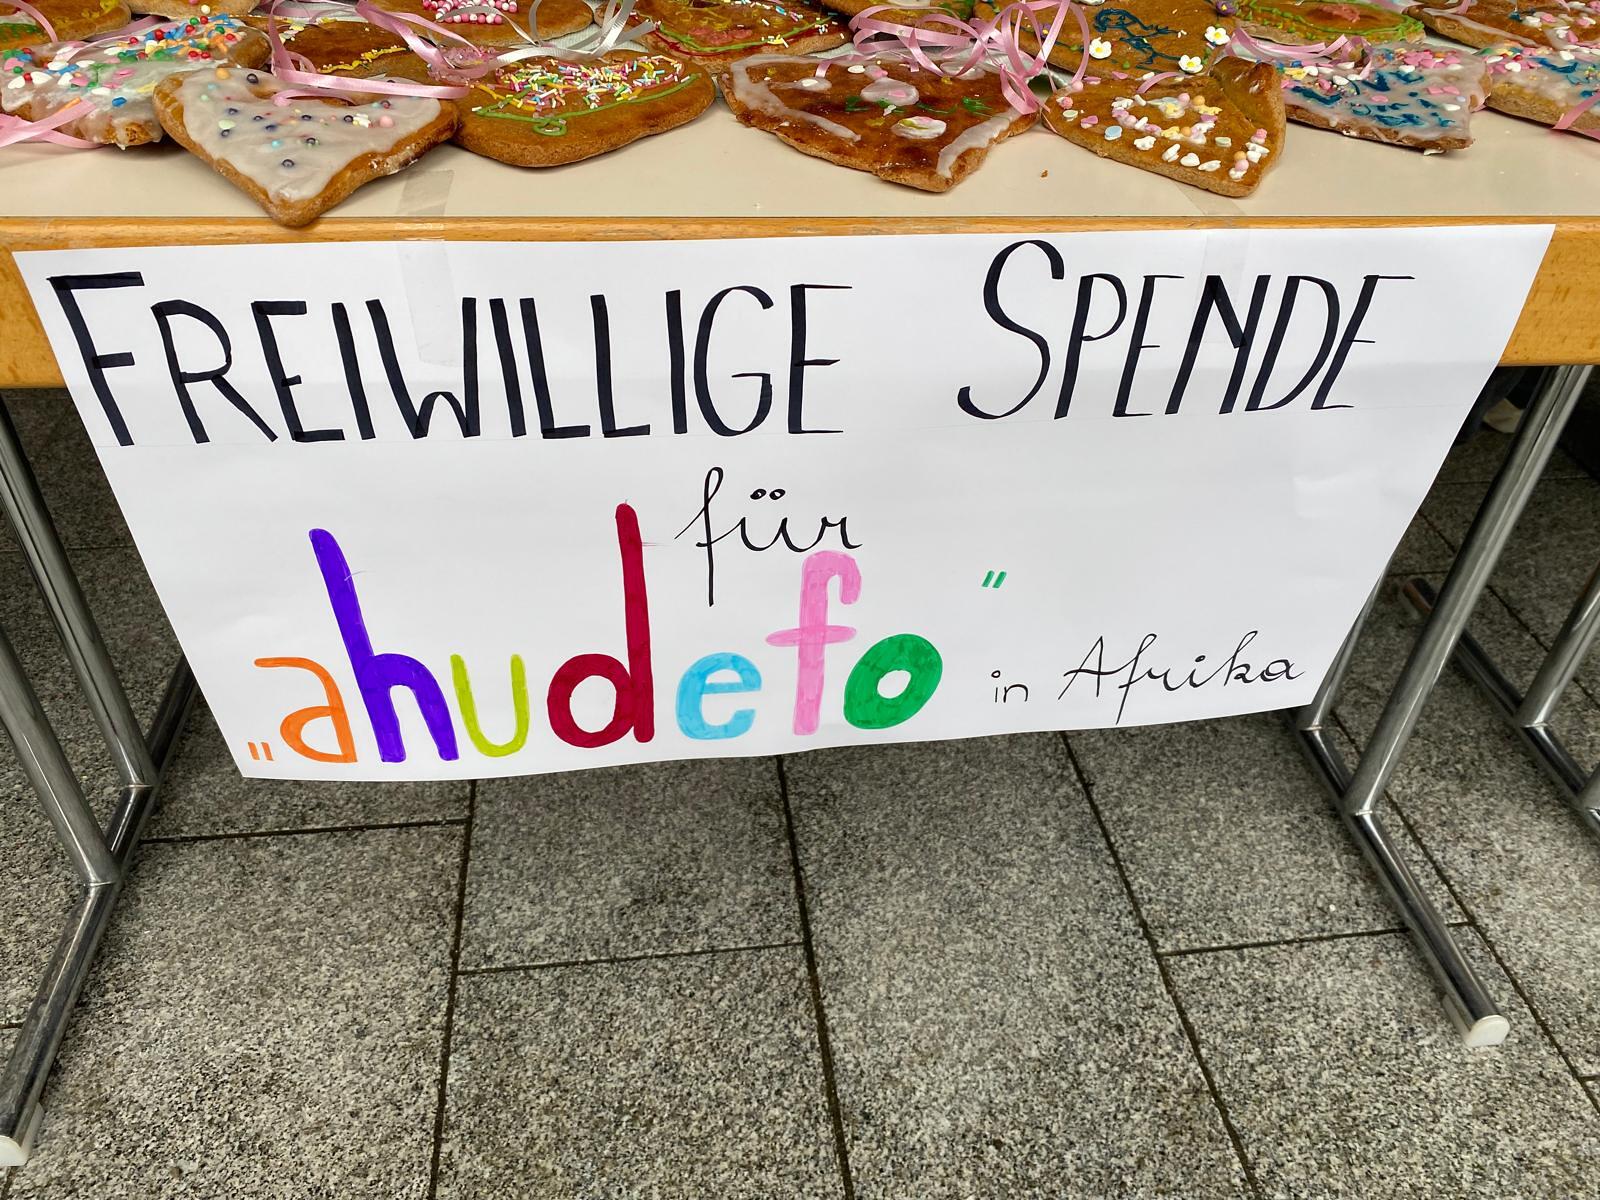 FREIWILLIGE SPENDE
für
"ahudefo" in Afrika